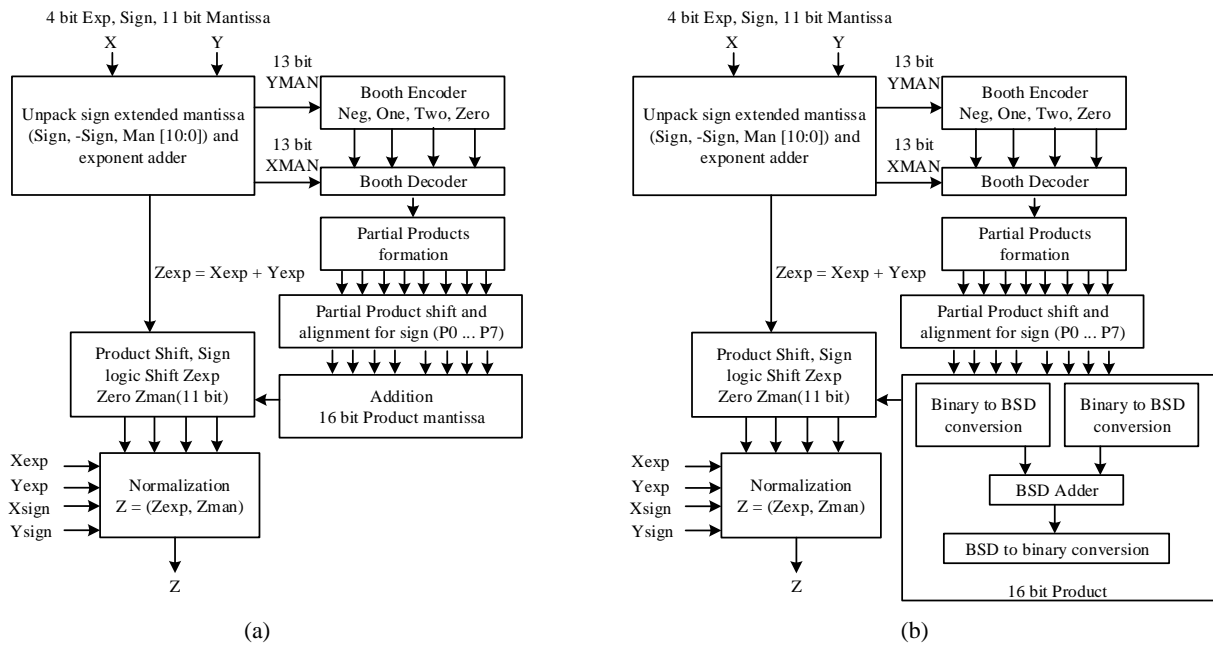 4 bit Exp, Sign, 11 bit Mantissa
X
Y
Unpack sign extended mantissa
(Sign, -Sign, Man [10:0]) and
exponent adder
13 bit
YMAN
13 bit
XMAN
Booth Encoder
Neg, One, Two, Zero
Booth Decoder
Partial Products
formation
Zexp = Xexp + Yexp
Partial Product shift and
alignment for sign (P0 ... P7)
Product Shift, Sign
logic Shift Zexp
Zero Zman(11 bit)
Addition
16 bit Product mantissa
Xexp
Yexp
Xsign
Ysign
Normalization
Z = (Zexp, Zman)
Z
(a)
4 bit Exp, Sign, 11 bit Mantissa
X
Y
Unpack sign extended mantissa
(Sign, -Sign, Man [10:0]) and
exponent adder
13 bit
YMAN
13 bit
XMAN
Booth Encoder
Neg, One, Two, Zero
Booth Decoder
Partial Products
formation
Zexp = Xexp + Yexp
Partial Product shift and
alignment for sign (P0 ... P7)
Product Shift, Sign
logic Shift Zexp
Zero Zman(11 bit)
Binary to BSD
conversion
Binary to BSD
conversion
BSD Adder
BSD to binary conversion
16 bit Product
Xexp
Yexp
Xsign
Ysign
Normalization
Z = (Zexp, Zman)
Z
(b)